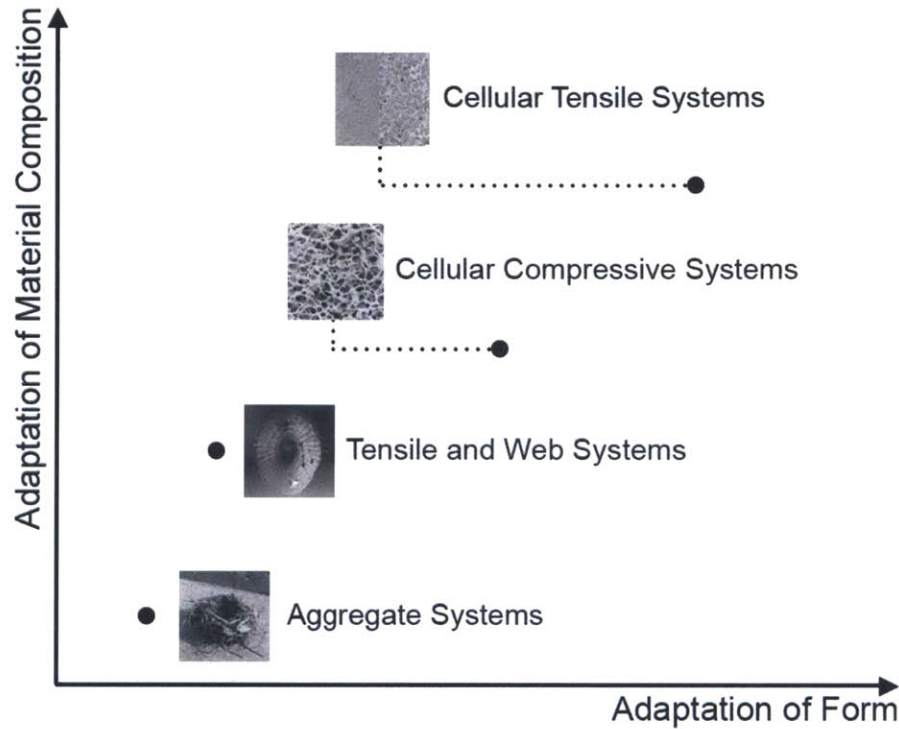 Adaptation of Material Composition
Cellular Tensile Systems
Cellular Compressive Systems
Tensile and Web Systems
Aggregate Systems
Adaptation of Form